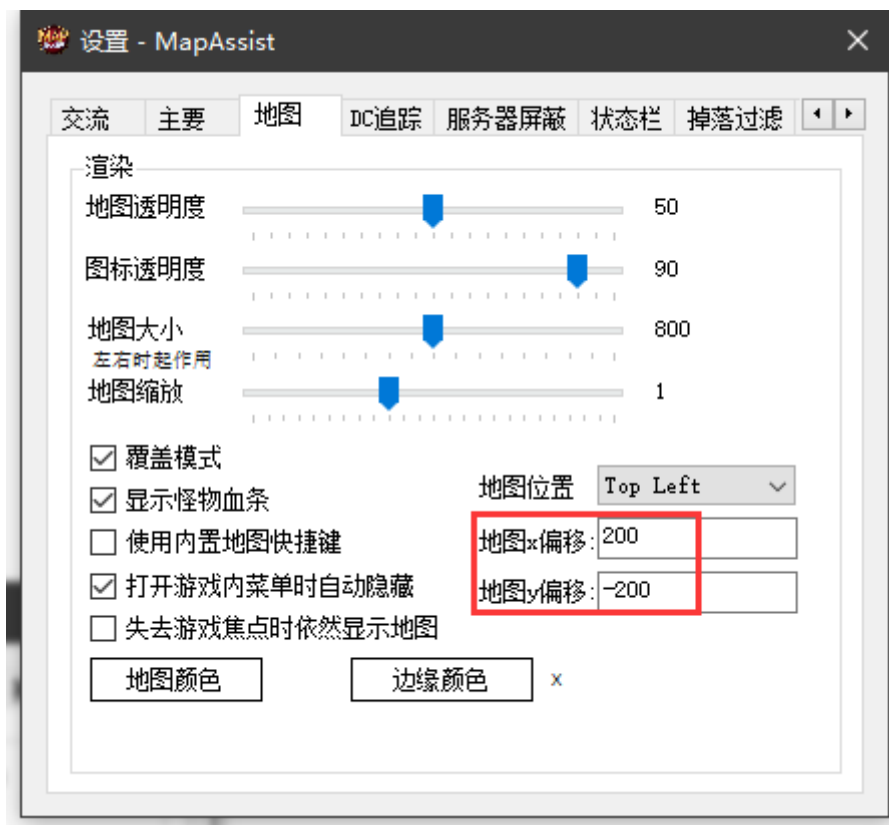 设置 - MapAssist
交流 主要 地图 DC追踪 服务器屏蔽 状态栏 掉落过滤
渲染
地图透明度 50
图标透明度 90
地图大小 800
左右时起作用
地图缩放 1
覆盖模式
地图位置 Top Left
显示怪物血条
使用内置地图快捷键
地图x偏移: 200
打开游戏内菜单时自动隐藏
地图y偏移: -200
失去游戏焦点时依然显示地图
地图颜色 边缘颜色 x